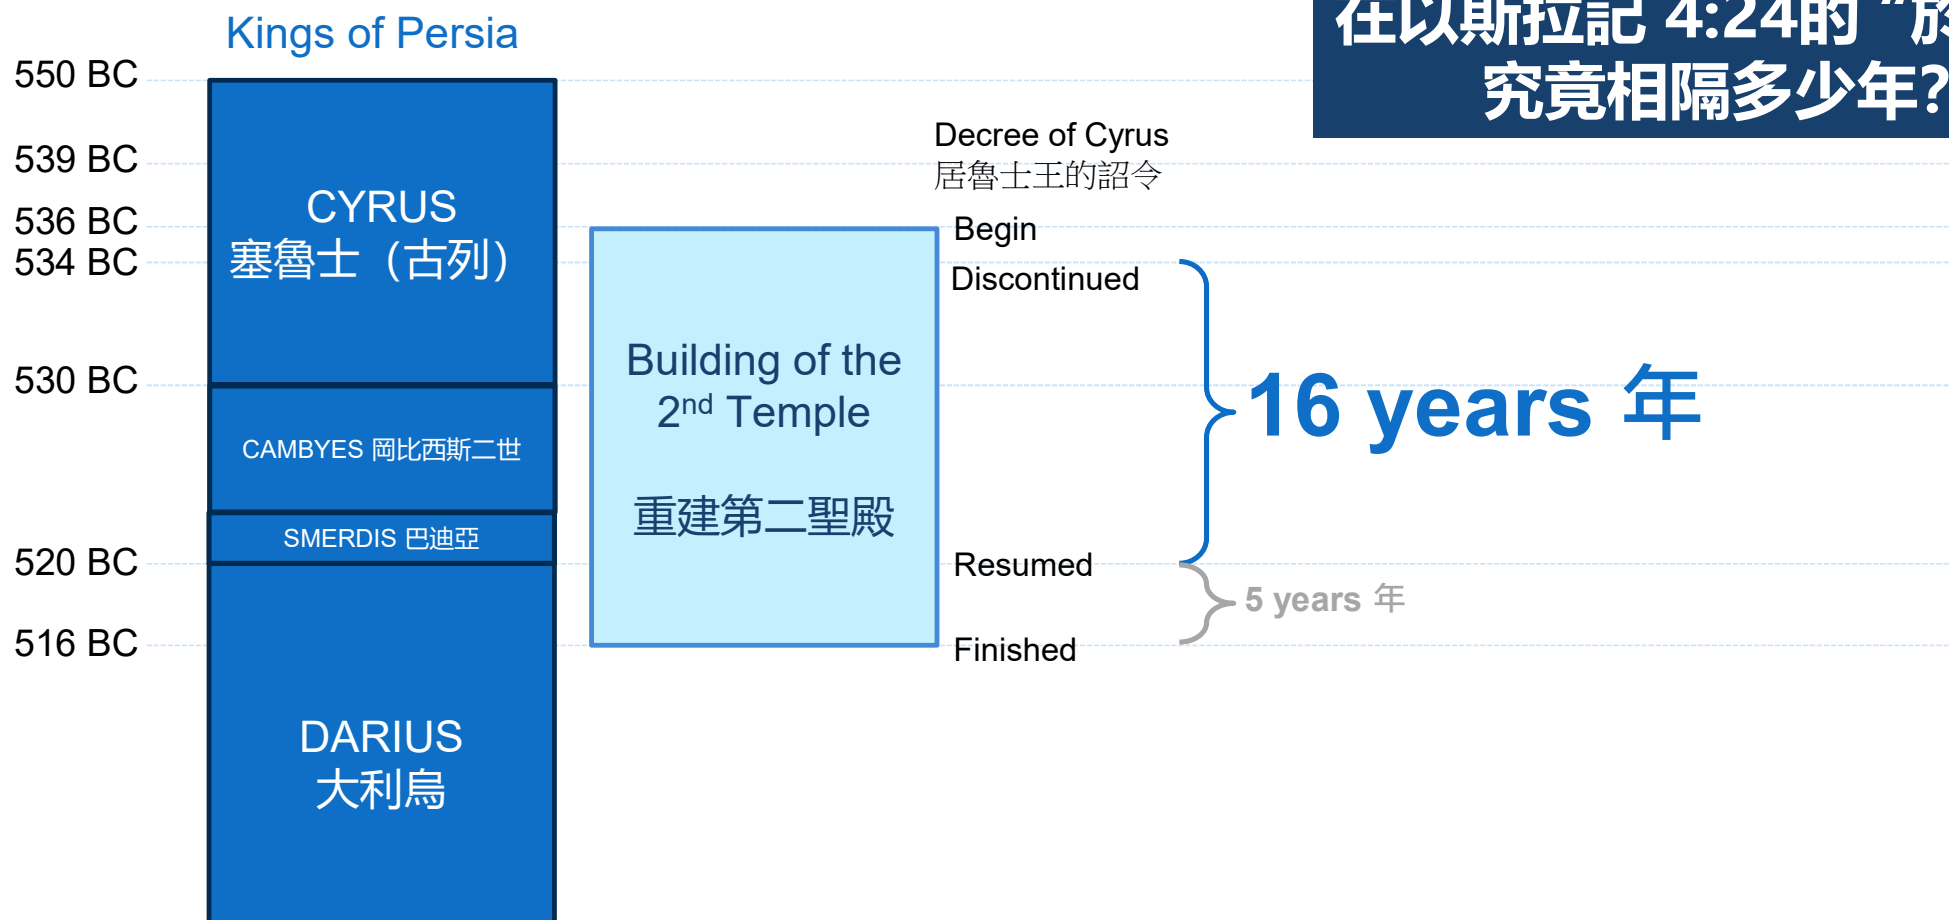 Kings of Persia
在以斯拉記 4:24的 “於
究竟相隔多少年?
550 BC
539 BC
536 BC
534 BC
530 BC
520 BC
516 BC
CYRUS
塞魯士（古列）
CAMBYES 岡比西斯二世
SMERDIS 巴迪亞
DARIUS
大利烏
Building of the
2nd Temple
重建第二聖殿
Decree of Cyrus
居魯士王的詔令
Begin
Discontinued
Resumed
Finished
16 years 年
5 years 年